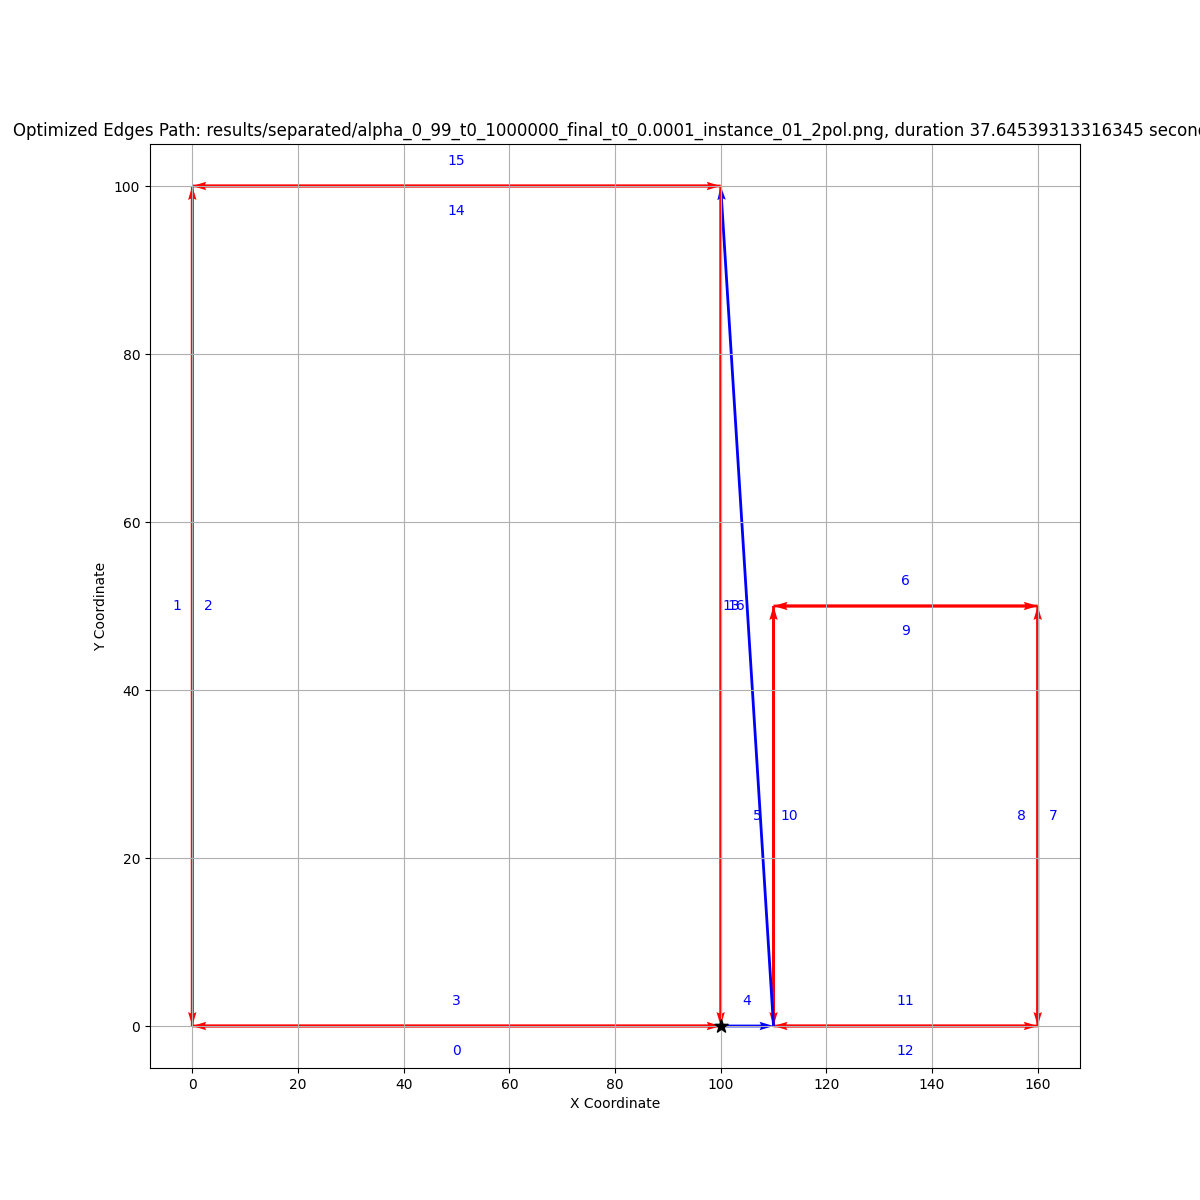 Optimized Edges Path: results/separated/alpha_0_99_t0_1000000_final_t0_0.0001_instance_01_2pol.png, duration 37.64539313316345 secon
15
100
14
80
60
6
1 2
16
9
Y Coordinate
40
5 10 8 7
20
3 4 11
0
0 12
0 20 40 60 80 100 120 140 160
X Coordinate